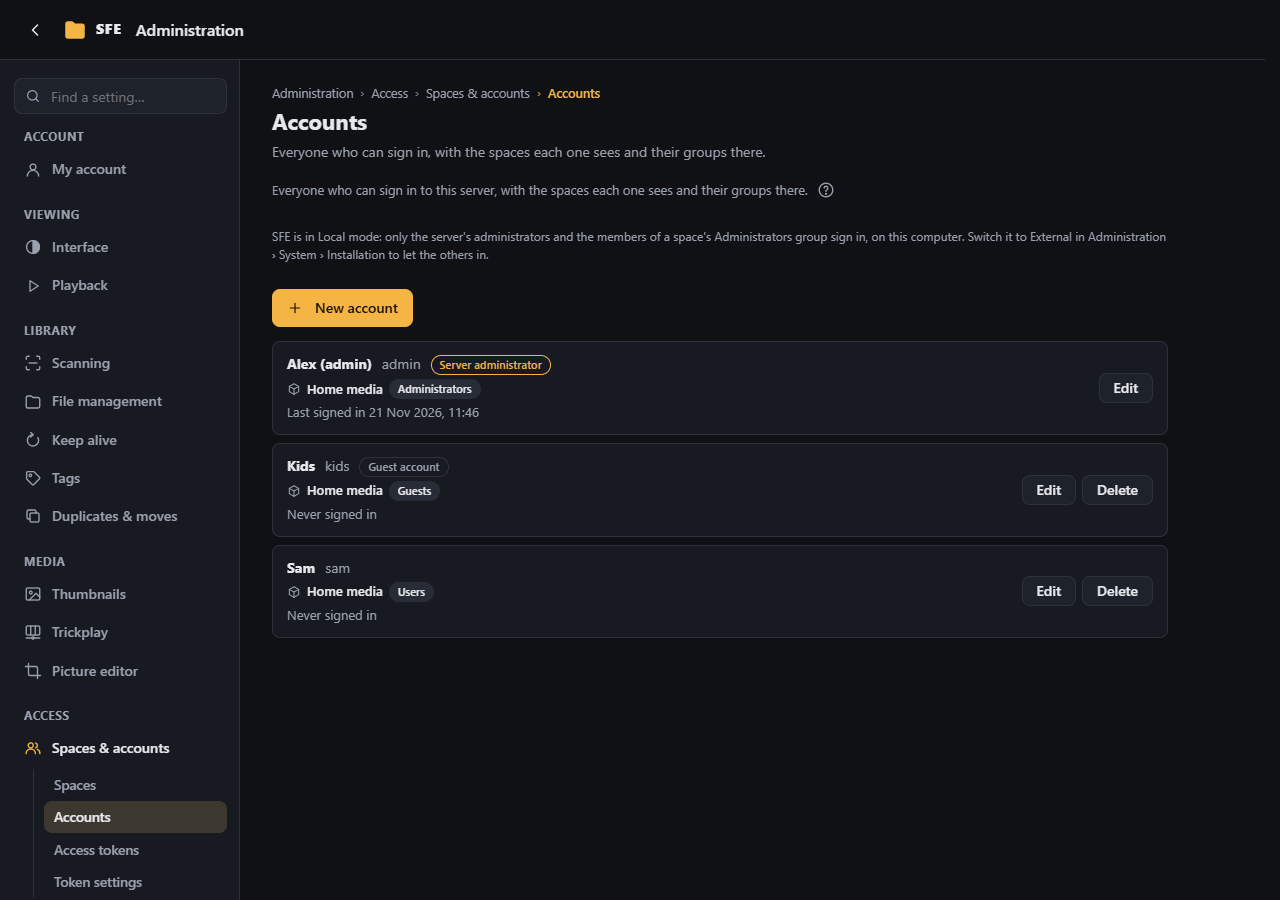 SFE Administration
Find a setting...
ACCOUNT
My account
VIEWING
Interface
Playback
LIBRARY
Scanning
File management
Keep alive
Tags
Duplicates & moves
MEDIA
Thumbnails
Trickplay
Picture editor
ACCESS
Spaces & accounts
Spaces
Accounts
Access tokens
Token settings
Administration › Access › Spaces & accounts › Accounts
Accounts
Everyone who can sign in, with the spaces each one sees and their groups there.
Everyone who can sign in to this server, with the spaces each one sees and their groups there. ?
SFE is in Local mode: only the server's administrators and the members of a space's Administrators group sign in, on this computer. Switch it to External in Administration
› System › Installation to let the others in.
+ New account
Alex (admin) admin Server administrator
Home media Administrators
Last signed in 21 Nov 2026, 11:46
Edit
Kids kids Guest account
Home media Guests
Never signed in
Edit Delete
Sam sam
Home media Users
Never signed in
Edit Delete